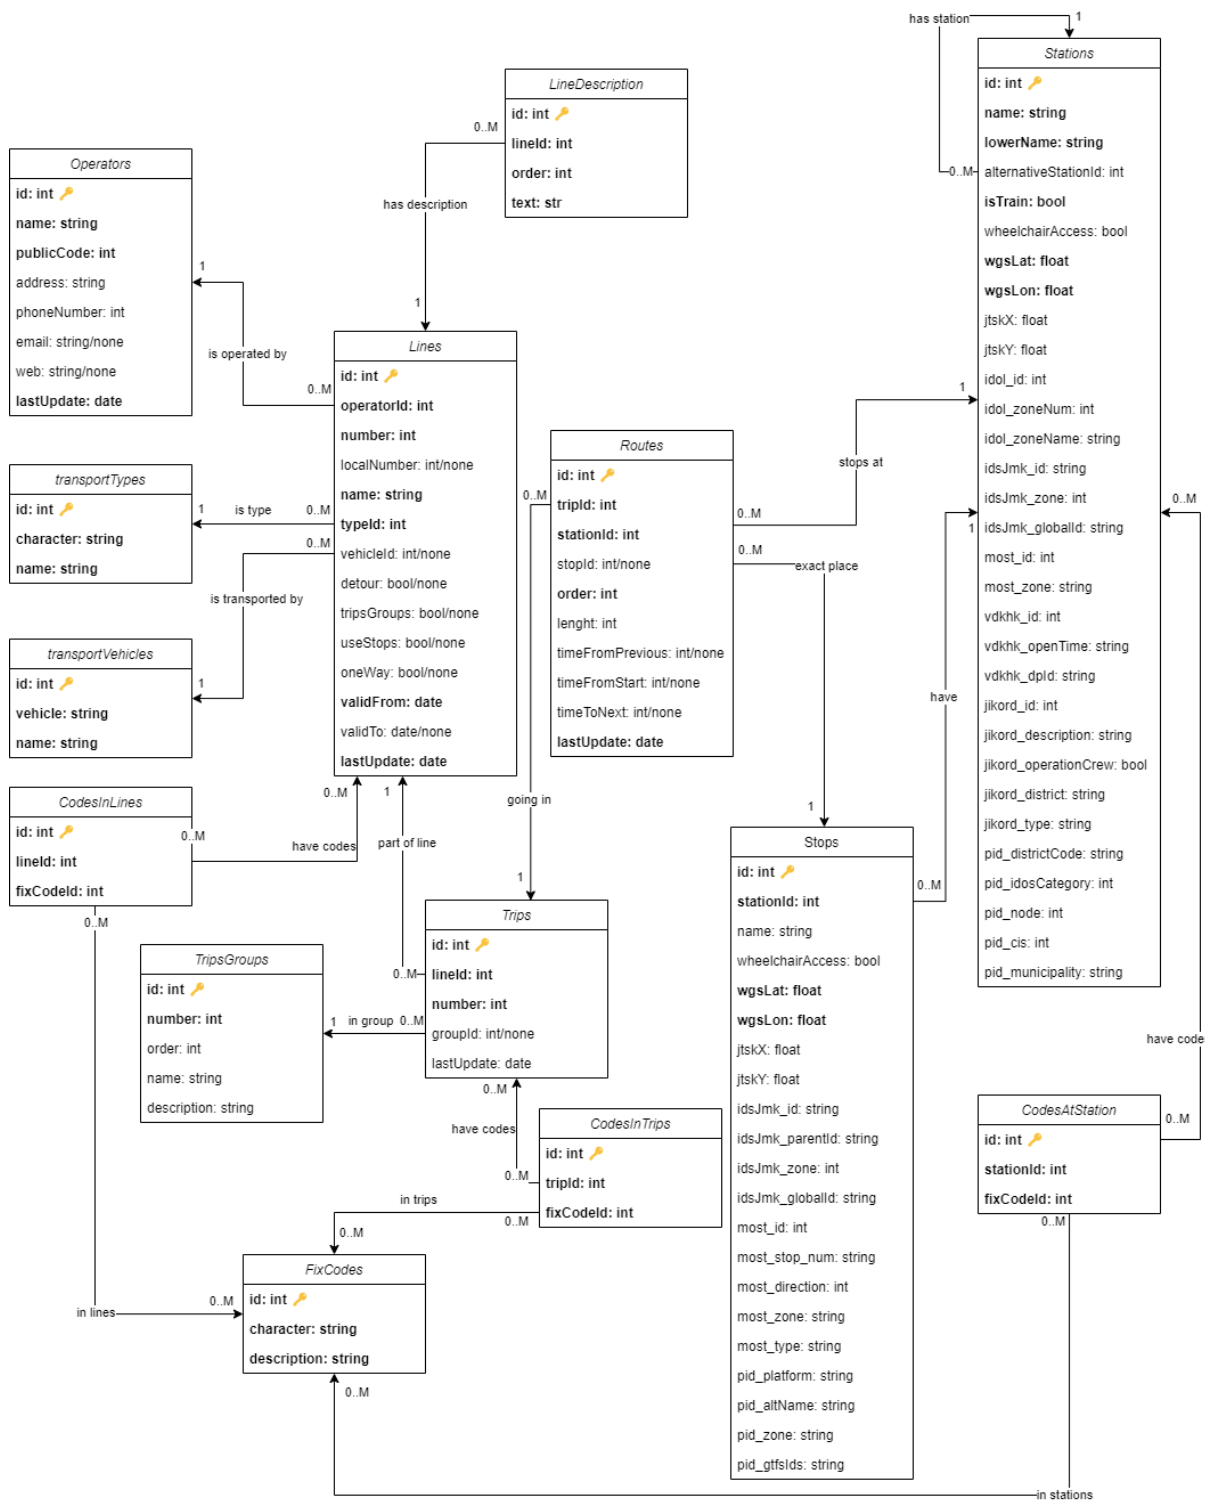 has station
1
Stations
id: int
name: string
lowerName: string
0..M
alternativeStationId: int
isTrain: bool
wheelchairAccess: bool
wgsLat: float
wgsLon: float
jtskX: float
jtskY: float
idol_id: int
idol_zoneNum: int
idol_zoneName: string
idsJmk_id: string
idsJmk_zone: int
idsJmk_globalId: string
most_id: int
most_zone: string
vdkhk_id: int
vdkhk_openTime: string
vdkhk_dpId: string
jikord_id: int
jikord_description: string
jikord_operationCrew: bool
jikord_district: string
jikord_type: string
pid_districtCode: string
pid_idosCategory: int
pid_node: int
pid_cis: int
pid_municipality: string
LineDescription
id: int
lineId: int
order: int
text: str
0..M
has description
1
Operators
id: int
name: string
publicCode: int
address: string
phoneNumber: int
email: string/none
web: string/none
lastUpdate: date
1
is operated by
0..M
Lines
id: int
operatorId: int
number: int
localNumber: int/none
name: string
typeId: int
vehicleId: int/none
detour: bool/none
tripsGroups: bool/none
useStops: bool/none
oneWay: bool/none
validFrom: date
validTo: date/none
lastUpdate: date
transportTypes
id: int
character: string
name: string
1
is type
0..M
0..M
is transported by
1
transportVehicles
id: int
vehicle: string
name: string
Routes
id: int
tripId: int
stationId: int
stopId: int/none
order: int
lenght: int
timeFromPrevious: int/none
timeFromStart: int/none
timeToNext: int/none
lastUpdate: date
0..M
going in
1
1
stops at
0..M
0..M
exact place
1
1
have
0..M
0..M
have code
0..M
CodesInLines
id: int
lineId: int
fixCodeId: int
0..M
have codes
0..M
1
part of line
0..M
0..M
in lines
0..M
Stops
id: int
stationId: int
name: string
wheelchairAccess: bool
wgsLat: float
wgsLon: float
jtskX: float
jtskY: float
idsJmk_id: string
idsJmk_parentId: string
idsJmk_zone: int
idsJmk_globalId: string
most_id: int
most_stop_num: string
most_direction: int
most_zone: string
most_type: string
pid_platform: string
pid_altName: string
pid_zone: string
pid_gtfsIds: string
Trips
id: int
lineId: int
number: int
groupId: int/none
lastUpdate: date
TripsGroups
id: int
number: int
order: int
name: string
description: string
1
in group
0..M
0..M
have codes
0..M
CodesInTrips
id: int
tripId: int
fixCodeId: int
in trips
0..M
0..M
CodesAtStation
id: int
stationId: int
fixCodeId: int
0..M
FixCodes
id: int
character: string
description: string
0..M
in stations